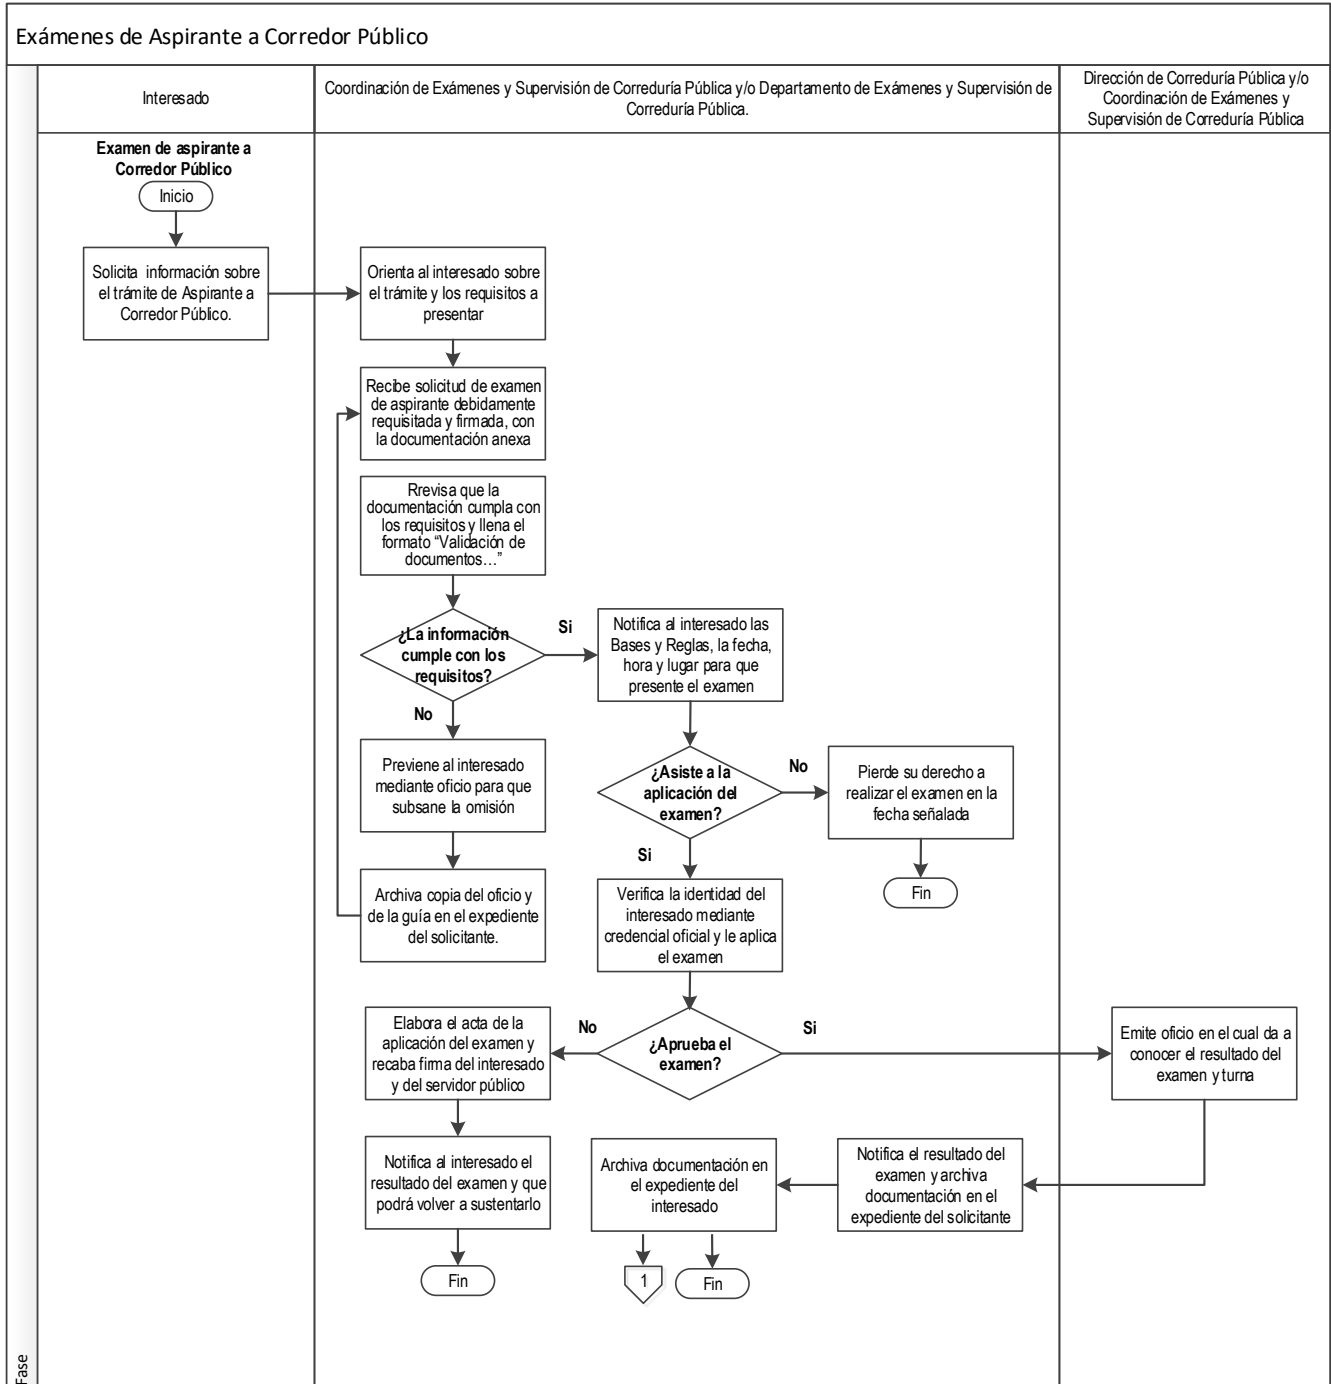 Exámenes de Aspirante a Corredor Público
Interesado
Coordinación de Exámenes y Supervisión de Correduría Pública y/o Departamento de Exámenes y Supervisión de
Correduría Pública.
Dirección de Correduría Pública y/o
Coordinación de Exámenes y
Supervisión de Correduría Pública
Examen de aspirante a
Corredor Público
Inicio
Solicita información sobre
el trámite de Aspirante a
Corredor Público.
Orienta al interesado sobre
el trámite y los requisitos a
presentar
Recibe solicitud de examen
de aspirante debidamente
requisitada y firmada, con
la documentación anexa
Rrevisa que la
documentación cumpla con
los requisitos y llena el
formato “Validación de
documentos…”
¿La información
cumple con los
requisitos?
Si
Notifica al interesado las
Bases y Reglas, la fecha,
hora y lugar para que
presente el examen
No
Previene al interesado
mediante oficio para que
subsane la omisión
¿Asiste a la
aplicación del
examen?
No
Pierde su derecho a
realizar el examen en la
fecha señalada
Fin
Si
Archiva copia del oficio y
de la guía en el expediente
del solicitante.
Verifica la identidad del
interesado mediante
credencial oficial y le aplica
el examen
¿Aprueba el
examen?
No
Elabora el acta de la
aplicación del examen y
recaba firma del interesado
y del servidor público
Si
Emite oficio en el cual da a
conocer el resultado del
examen y turna
Notifica al interesado el
resultado del examen y que
podrá volver a sustentarlo
Fin
Notifica el resultado del
examen y archiva
documentación en el
expediente del solicitante
Archiva documentación en
el expediente del
interesado
1
Fin
Fase